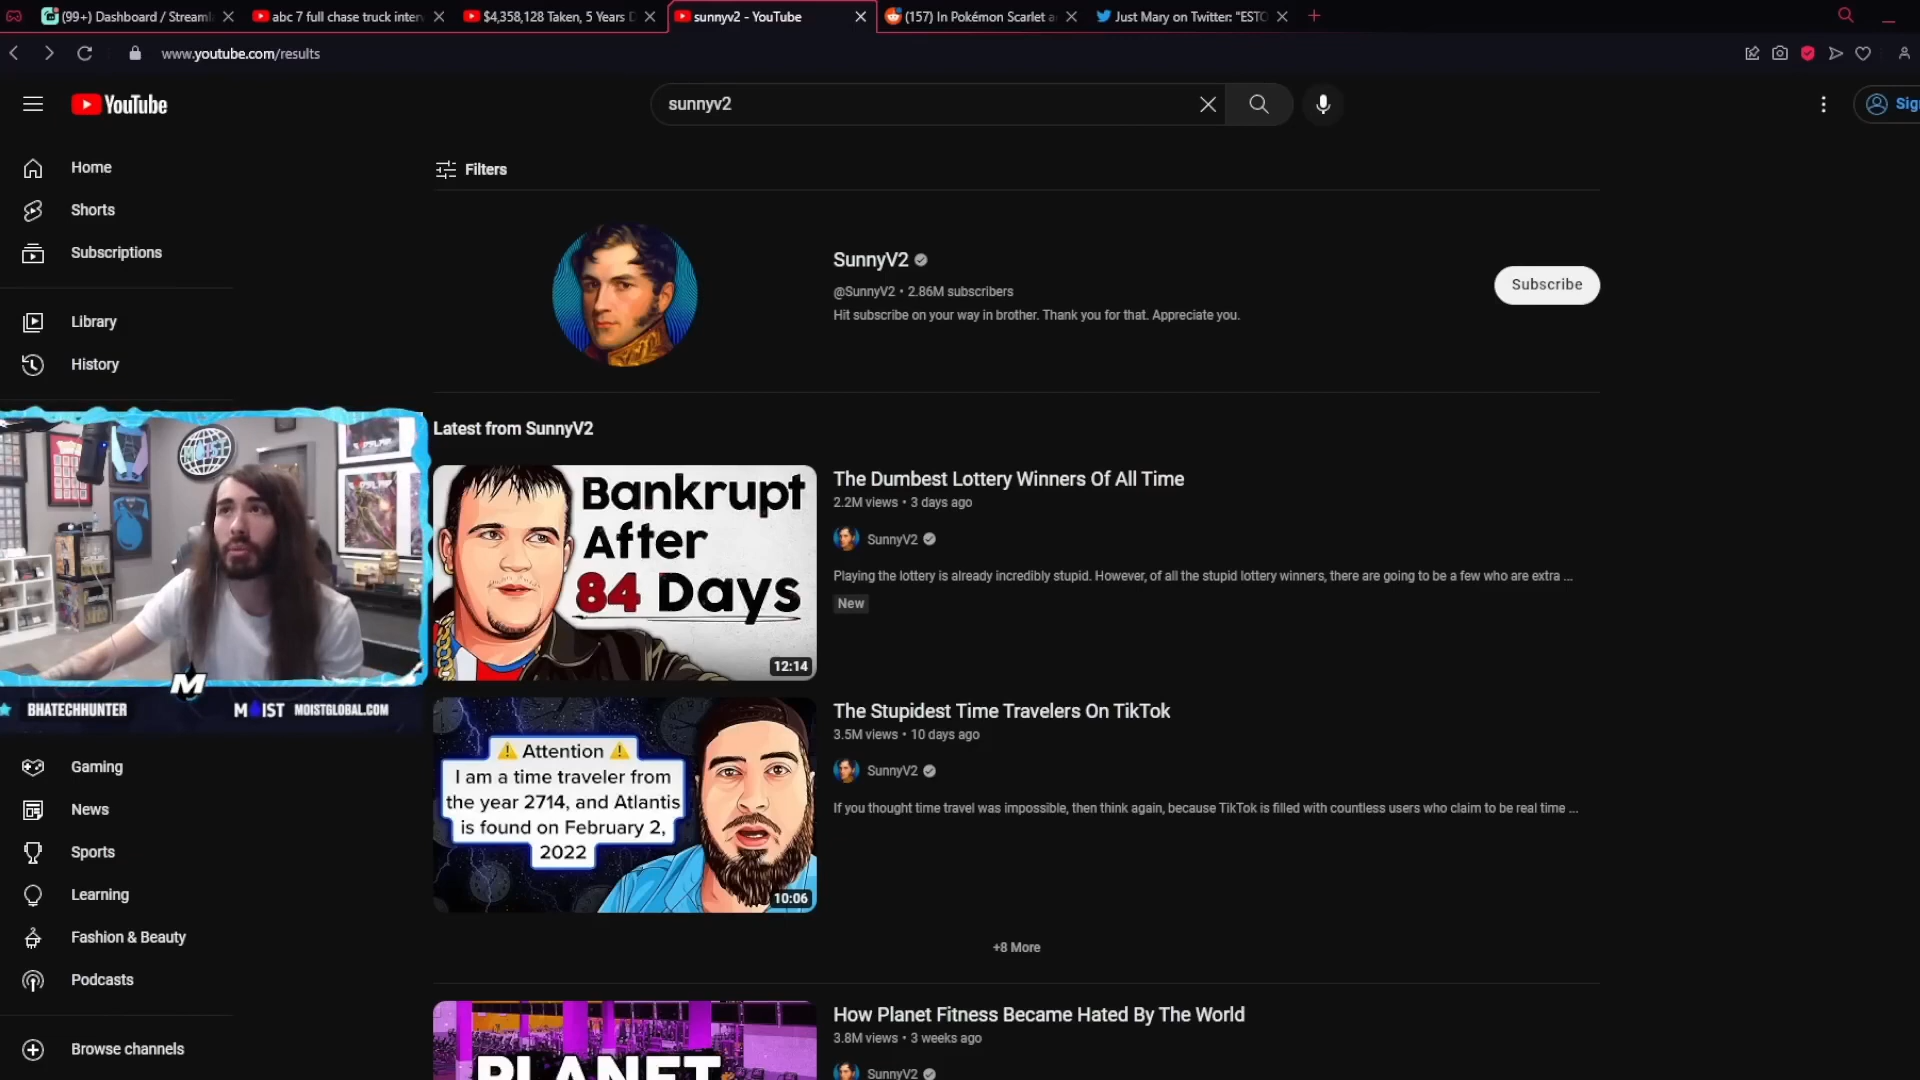 (99+) Dashboard / Streaml
abc 7 full chase truck inter
$4,358,128 Taken, 5 Years D
sunnyv2 - YouTube
(157) In Pokémon Scarlet a
Just Mary on Twitter: "ESTO
www.youtube.com/results
YouTube
sunnyv2
Sign
Home
Shorts
Subscriptions
Library
History
Filters
SunnyV2
@SunnyV2 • 2.86M subscribers
Hit subscribe on your way in brother. Thank you for that. Appreciate you.
Subscribe
Latest from SunnyV2
Bankrupt
After
84 Days
12:14
The Dumbest Lottery Winners Of All Time
2.2M views • 3 days ago
SunnyV2
Playing the lottery is already incredibly stupid. However, of all the stupid lottery winners, there are going to be a few who are extra ...
New
MOIST
M
BHATECHHUNTER
MOIST MOISTGLOBAL.COM
⚠ Attention ⚠
I am a time traveler from
the year 2714, and Atlantis
is found on February 2,
2022
10:06
The Stupidest Time Travelers On TikTok
3.5M views • 10 days ago
SunnyV2
If you thought time travel was impossible, then think again, because TikTok is filled with countless users who claim to be real time ...
+8 More
Gaming
News
Sports
Learning
Fashion & Beauty
Podcasts
Browse channels
PLANET
How Planet Fitness Became Hated By The World
3.8M views • 3 weeks ago
SunnyV2